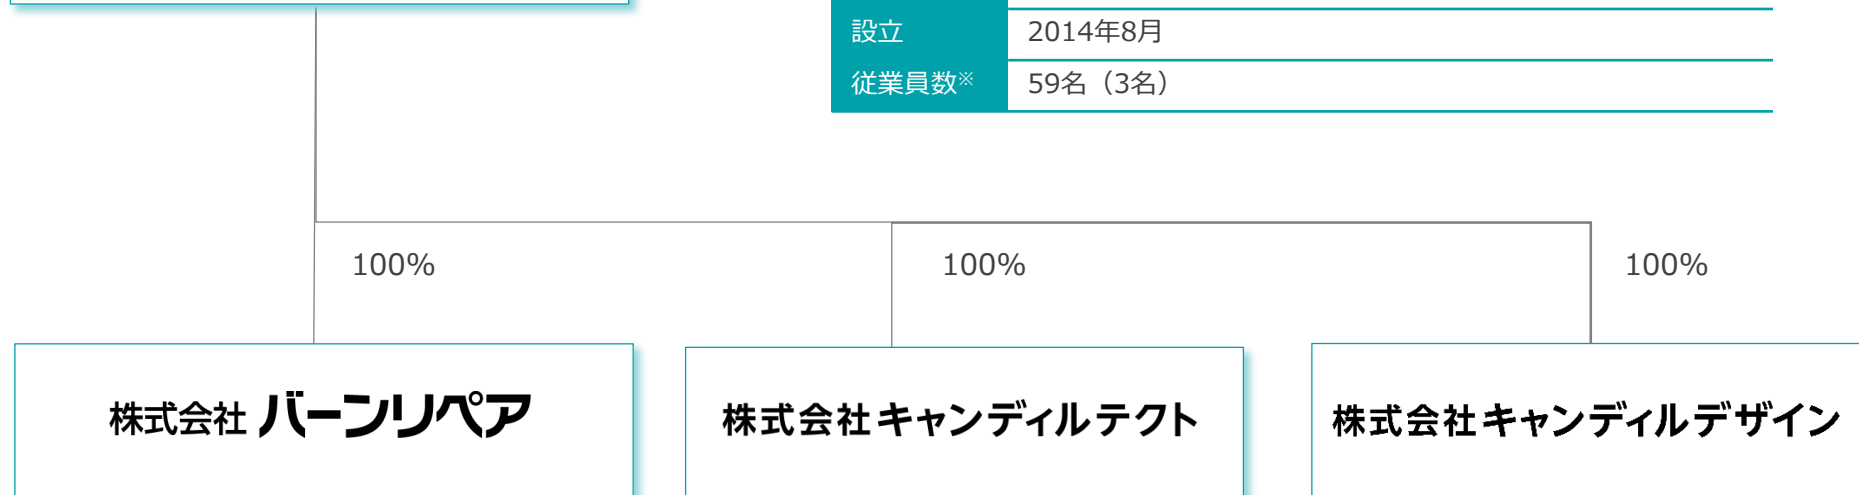 設立 2014年8月
従業員数※ 59名（3名）
100% 100% 100%
株式会社 バーンリペア 株式会社キャンディルテクト 株式会社キャンディルデザイン